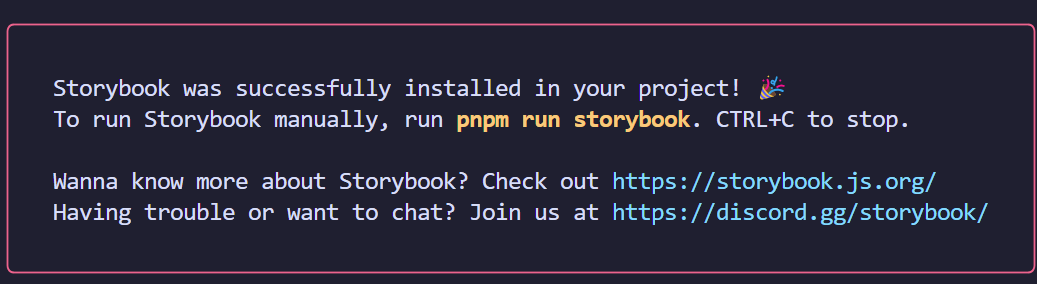 Storybook was successfully installed in your project! 🎉
To run Storybook manually, run pnpm run storybook. CTRL+C to stop.
Wanna know more about Storybook? Check out https://storybook.js.org/
Having trouble or want to chat? Join us at https://discord.gg/storybook/